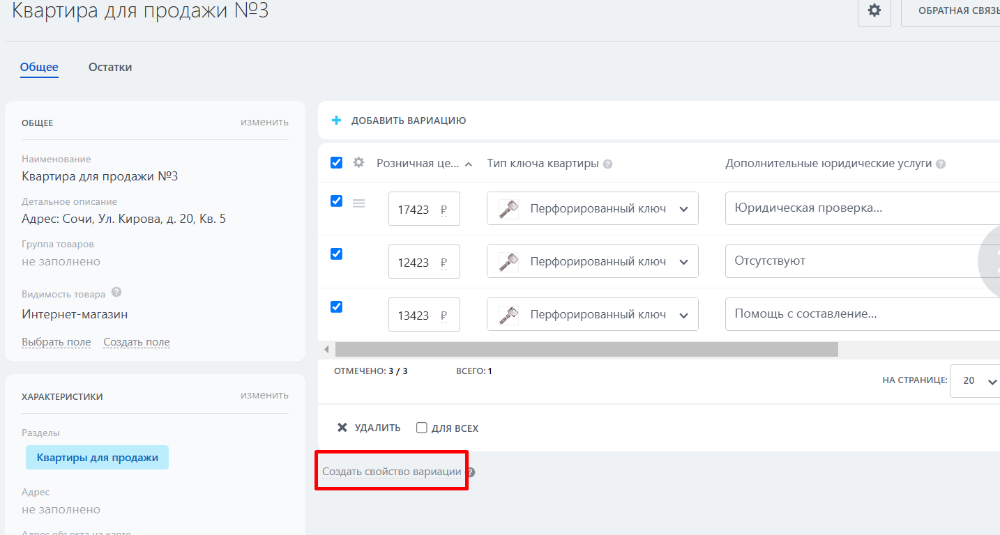 Квартира для продажи №3
ОБРАТНАЯ СВЯЗЬ
Общее Остатки
ОБЩЕЕ изменить
Наименование
Квартира для продажи №3
Детальное описание
Адрес: Сочи, Ул. Кирова, д. 20, Кв. 5
Группа товаров
не заполнено
Видимость товара ?
Интернет-магазин
Выбрать поле Создать поле
ХАРАКТЕРИСТИКИ изменить
Разделы
Квартиры для продажи
Адрес
не заполнено
Адрес объекта на карте
+ ДОБАВИТЬ ВАРИАЦИЮ
Розничная це... Тип ключа квартиры ? Дополнительные юридические услуги ?
17423 ₽ Перфорированный ключ Юридическая проверка...
12423 ₽ Перфорированный ключ Отсутствуют
13423 ₽ Перфорированный ключ Помощь с составление...
ОТМЕЧЕНО: 3 / 3 ВСЕГО: 1
НА СТРАНИЦЕ: 20
УДАЛИТЬ ДЛЯ ВСЕХ
Создать свойство вариации ?